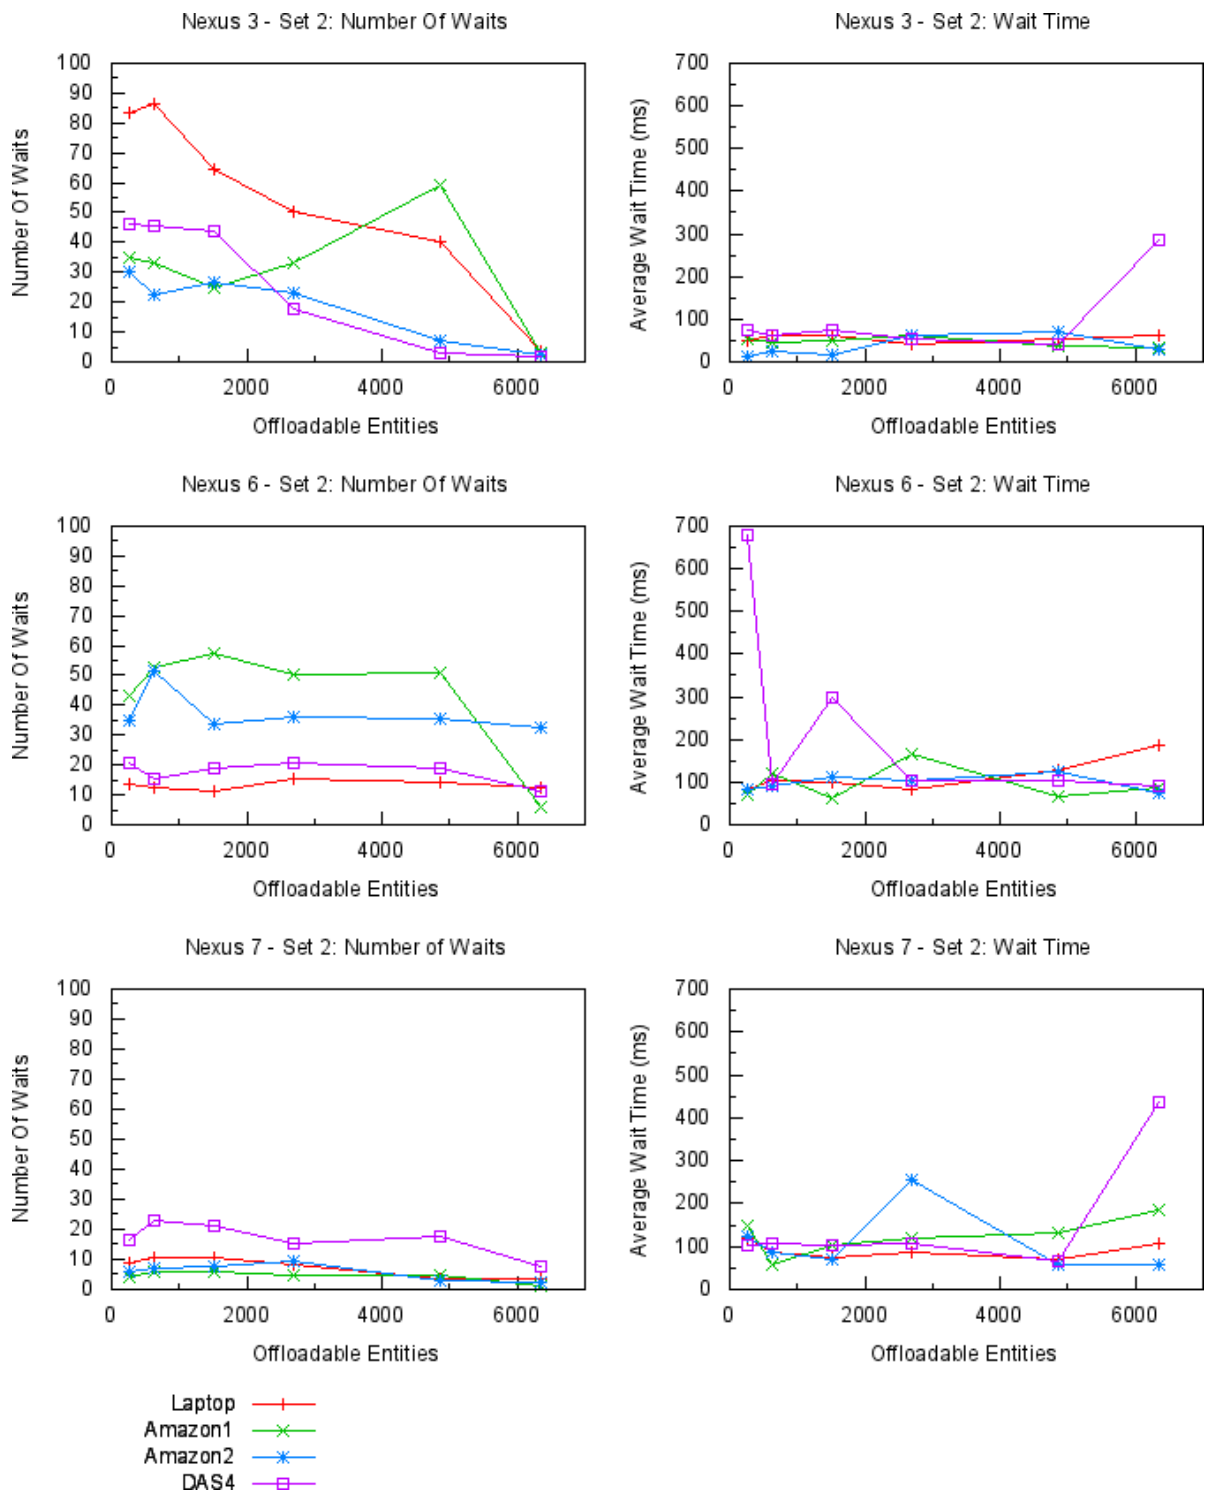 Nexus 3 - Set 2: Number Of Waits
100
90
80
70
60
50
40
30
20
10
0
Number Of Waits
0 2000 4000 6000
Offloadable Entities
Nexus 3 - Set 2: Wait Time
700
600
500
400
300
200
100
0
Average Wait Time (ms)
0 2000 4000 6000
Offloadable Entities
Nexus 6 - Set 2: Number Of Waits
100
90
80
70
60
50
40
30
20
10
0
Number Of Waits
0 2000 4000 6000
Offloadable Entities
Nexus 6 - Set 2: Wait Time
700
600
500
400
300
200
100
0
Average Wait Time (ms)
0 2000 4000 6000
Offloadable Entities
Nexus 7 - Set 2: Number of Waits
100
90
80
70
60
50
40
30
20
10
0
Number Of Waits
0 2000 4000 6000
Offloadable Entities
Nexus 7 - Set 2: Wait Time
700
600
500
400
300
200
100
0
Average Wait Time (ms)
0 2000 4000 6000
Offloadable Entities
Laptop
Amazon1
Amazon2
DAS4